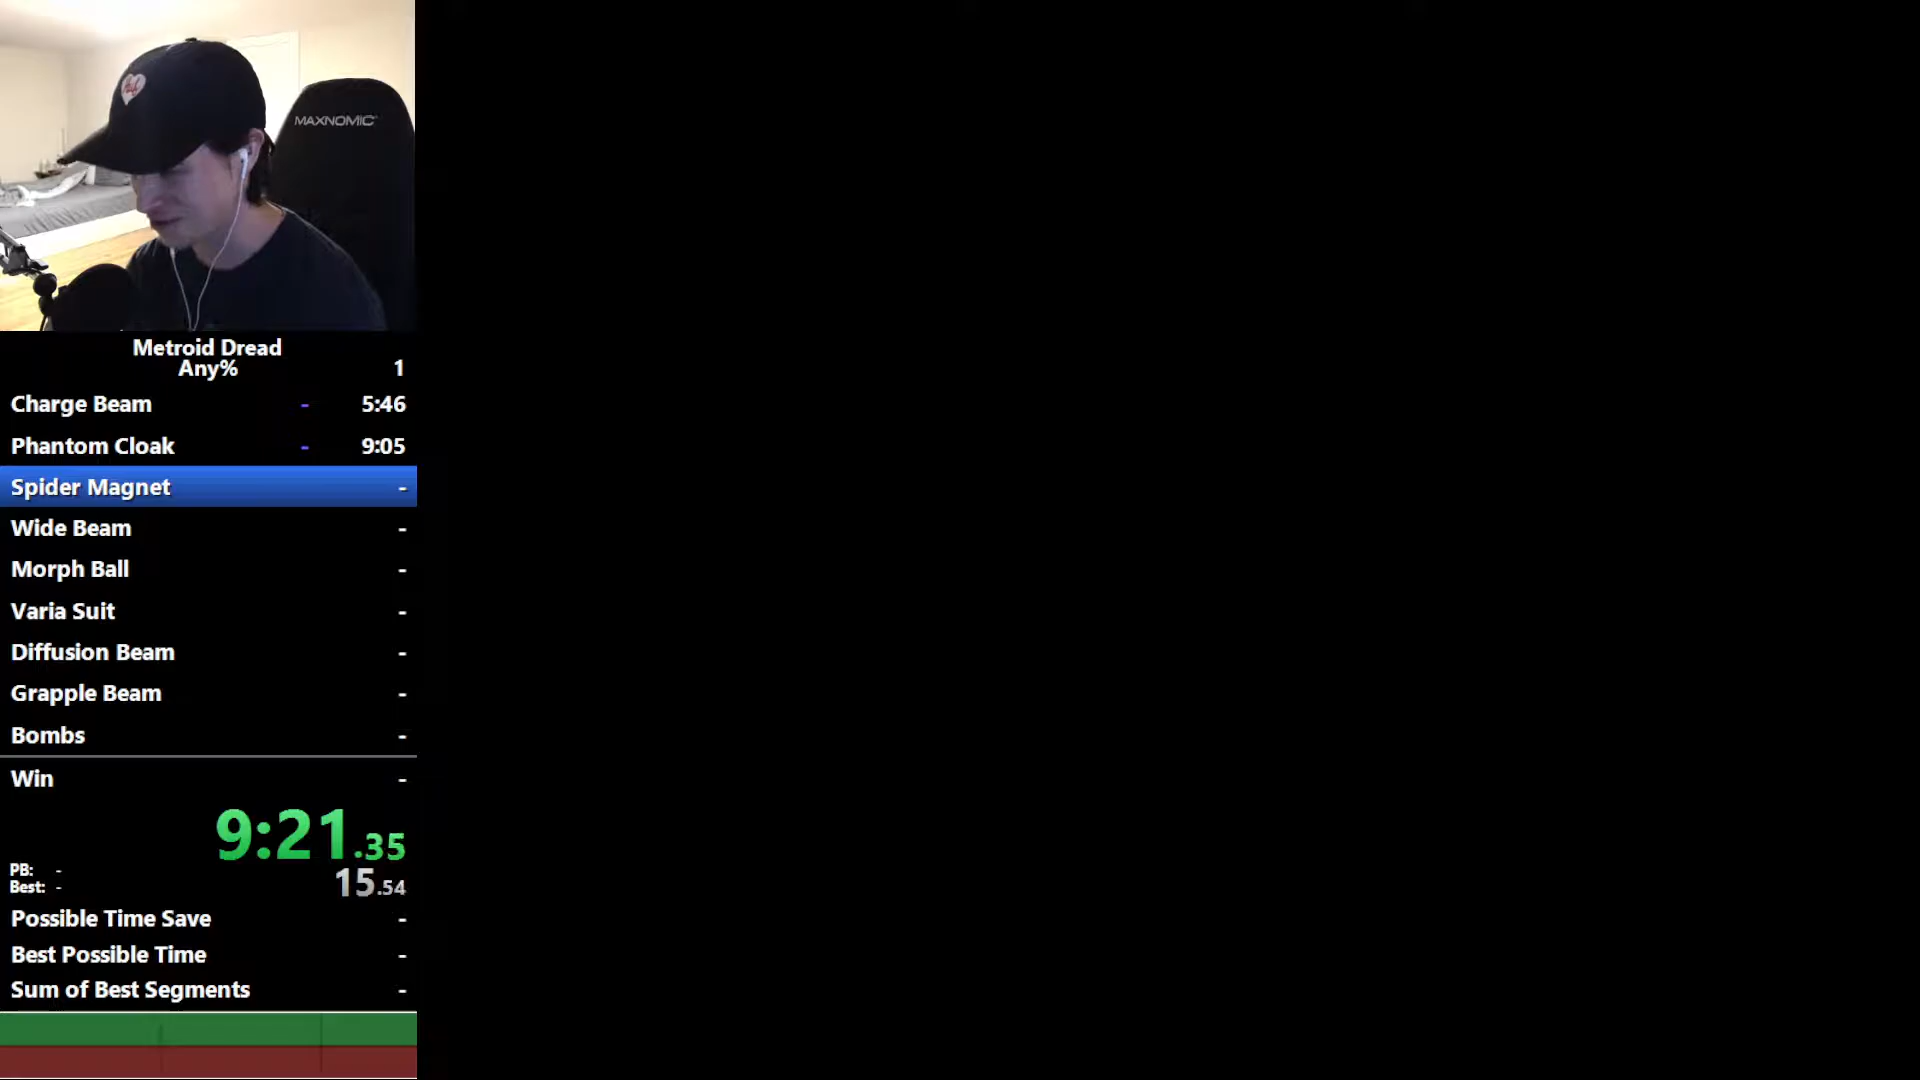 MAXNOMIC
Metroid Dread
Any% 1
Charge Beam - 5:46
Phantom Cloak - 9:05
Spider Magnet -
Wide Beam -
Morph Ball -
Varia Suit -
Diffusion Beam -
Grapple Beam -
Bombs -
Win -
9:21.35
PB: -
Best: - 15.54
Possible Time Save -
Best Possible Time -
Sum of Best Segments -